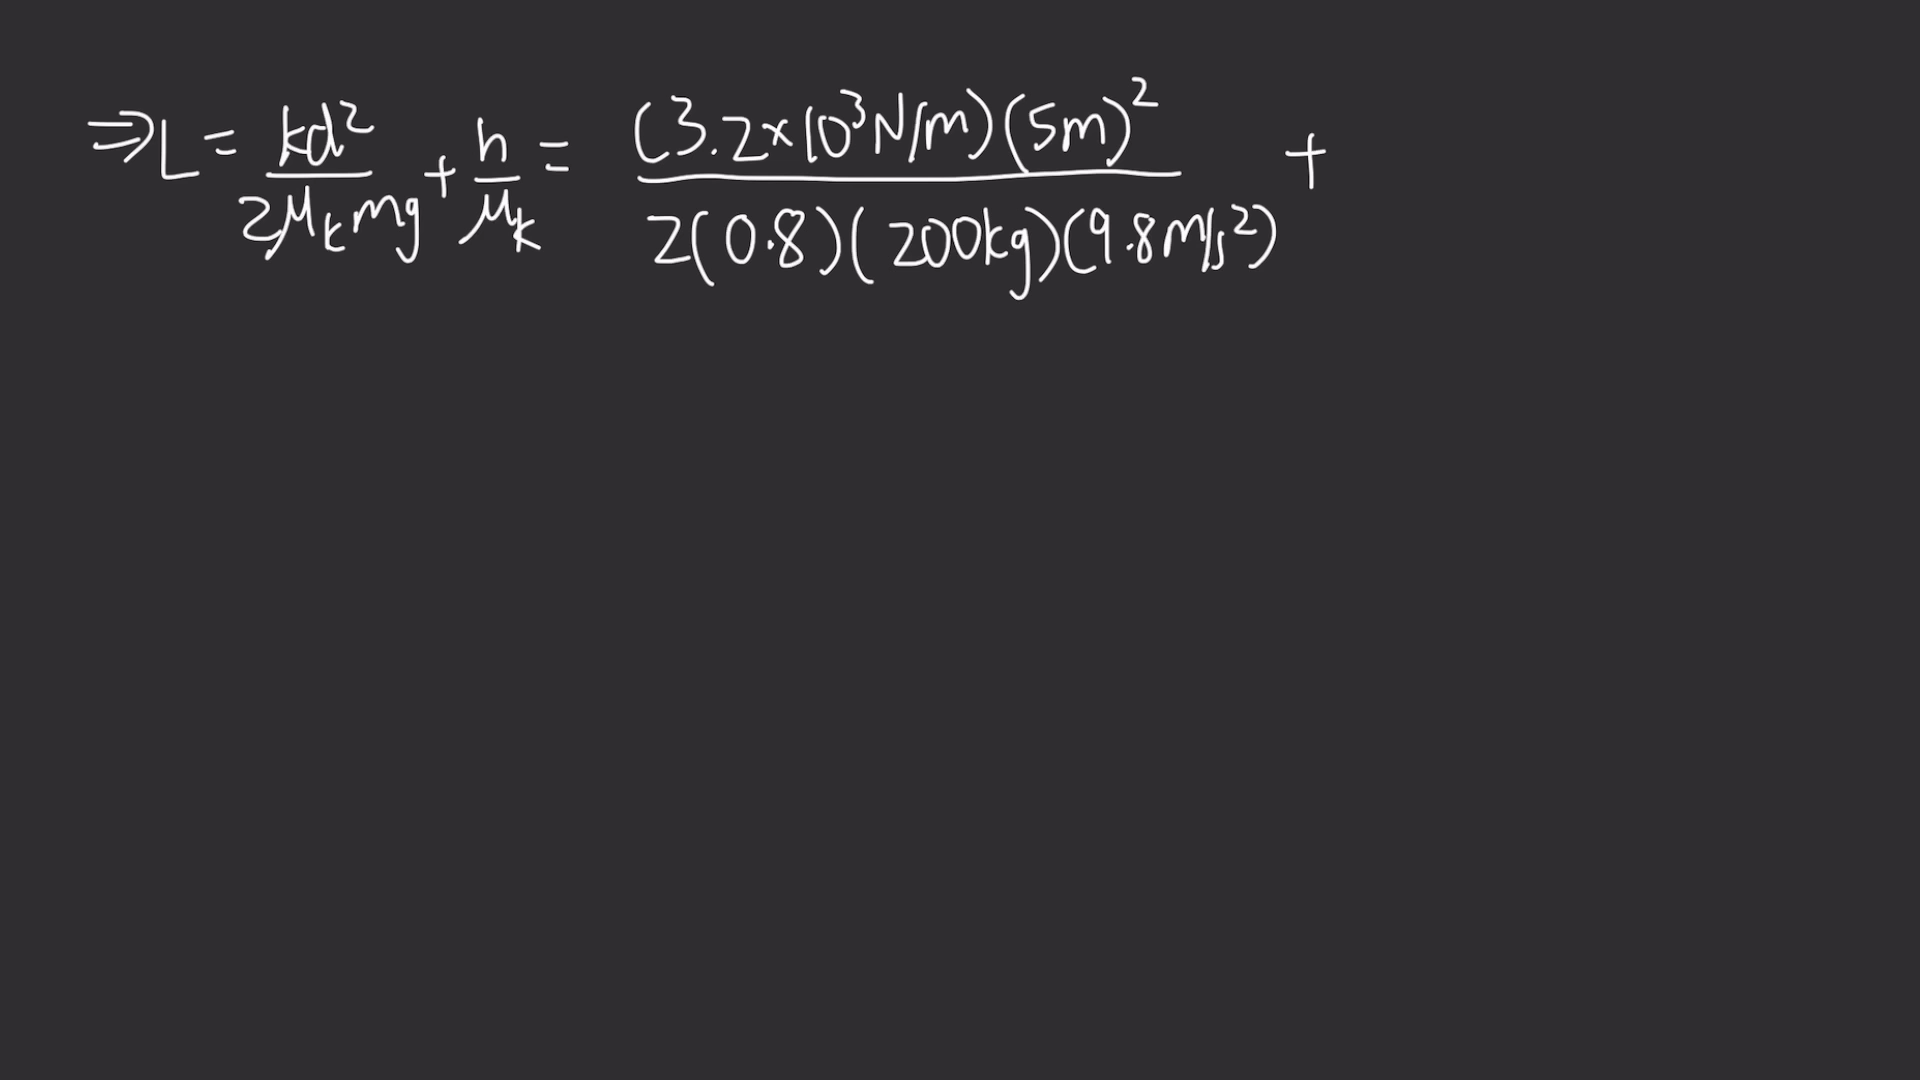 ⇒ L = kd²/2μₖmg + h/μₖ = (3.2×10³N/m)(5m)²/2(0.8)(200kg)(9.8m/s²) +